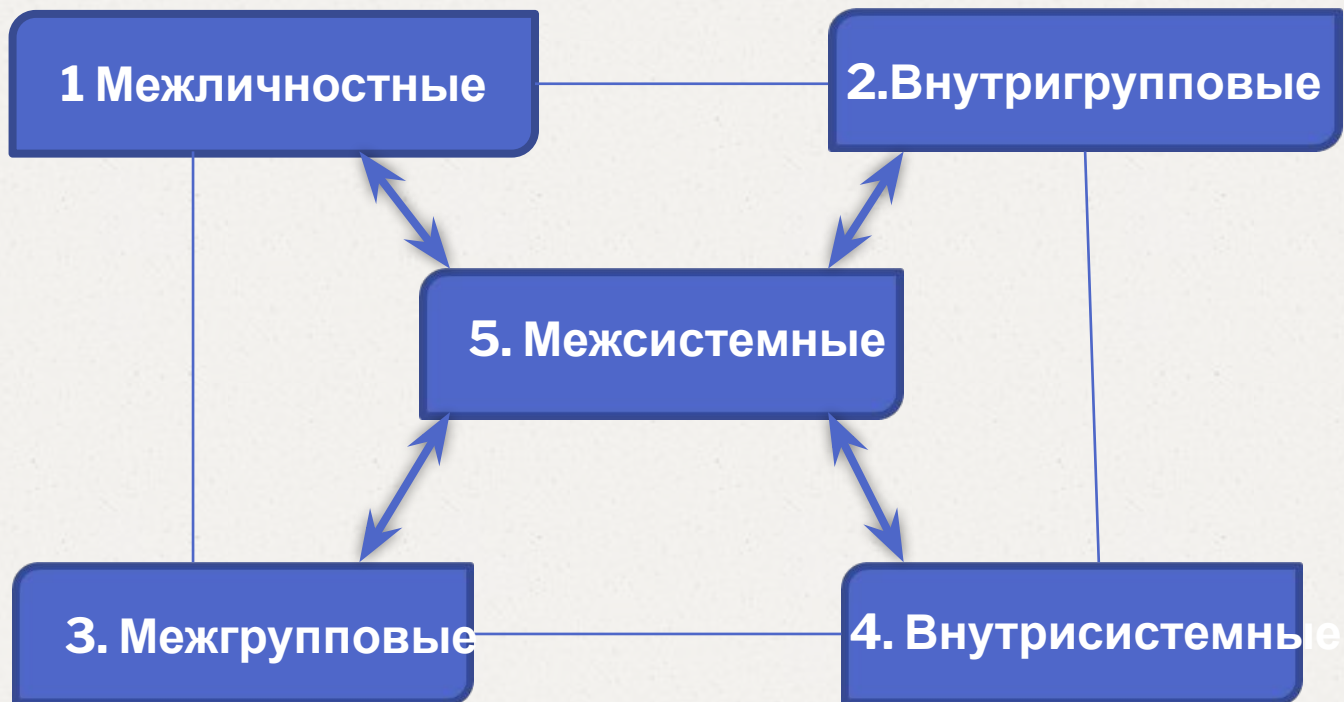 1 Межличностные
2.Внутригрупповые
5. Межсистемные
3. Межгрупповые
4. Внутрисистемные